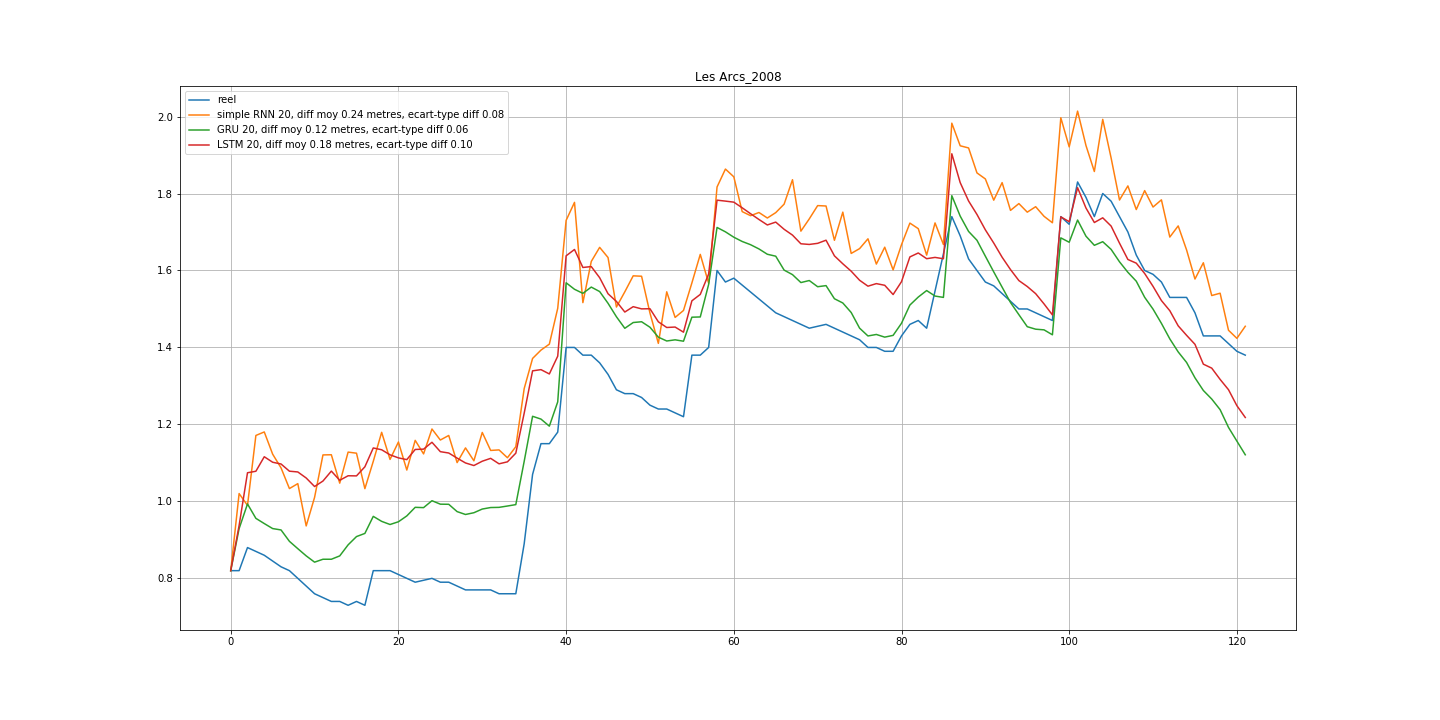 Les Arcs_2008
reel
simple RNN 20, diff moy 0.24 metres, ecart-type diff 0.08
GRU 20, diff moy 0.12 metres, ecart-type diff 0.06
LSTM 20, diff moy 0.18 metres, ecart-type diff 0.10
2.0
1.8
1.6
1.4
1.2
1.0
0.8
0 20 40 60 80 100 120